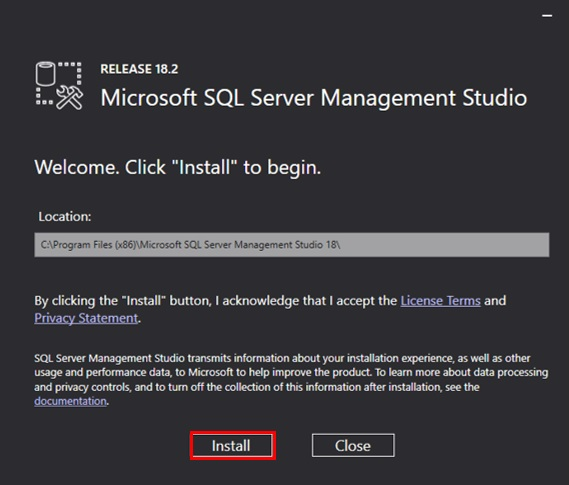 RELEASE 18.2
Microsoft SQL Server Management Studio
Welcome. Click "Install" to begin.
Location:
C:\Program Files (x86)\Microsoft SQL Server Management Studio 18\
By clicking the "Install" button, I acknowledge that I accept the License Terms and
Privacy Statement.
SQL Server Management Studio transmits information about your installation experience, as well as other
usage and performance data, to Microsoft to help improve the product. To learn more about data processing
and privacy controls, and to turn off the collection of this information after installation, see the
documentation.
Install
Close